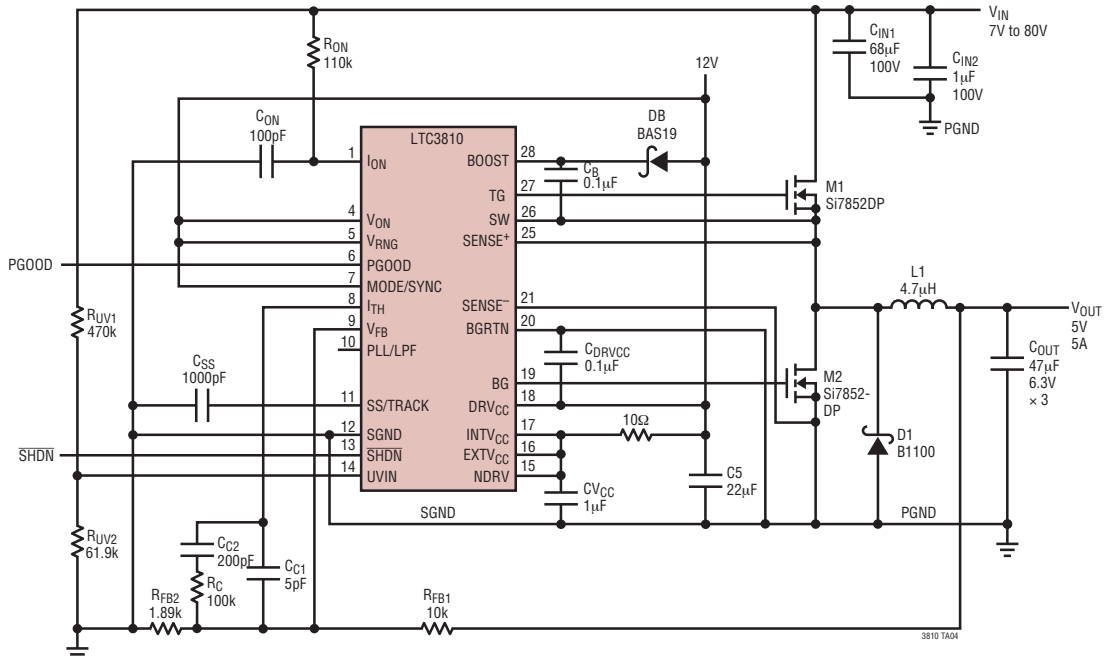 VIN
7V to 80V
RON
110k
CIN1
68μF
100V
CIN2
1μF
100V
PGND
12V
CON
100pF
DB
BAS19
LTC3810
1
ION
BOOST
28
CB
0.1μF
TG
27
M1
Si7852DP
4
VON
SW
26
5
VRNG
SENSE+
25
PGOOD
6
PGOOD
7
MODE/SYNC
L1
4.7μH
8
ITH
SENSE–
21
VOUT
5V
5A
RUV1
470k
9
VFB
BGRTN
20
10
PLL/LPF
CDRVCC
0.1μF
COUT
47μF
6.3V
× 3
CSS
1000pF
BG
19
M2
Si7852-
DP
11
SS/TRACK
DRVCC
18
12
SGND
INTVCC
17
10Ω
D1
B1100
SHDN
13
SHDN
EXTVCC
16
14
UVIN
NDRV
15
C5
22μF
CVCC
1μF
SGND
PGND
RUV2
61.9k
CC2
200pF
CC1
5pF
RC
100k
RFB2
1.89k
RFB1
10k
3810 TA04